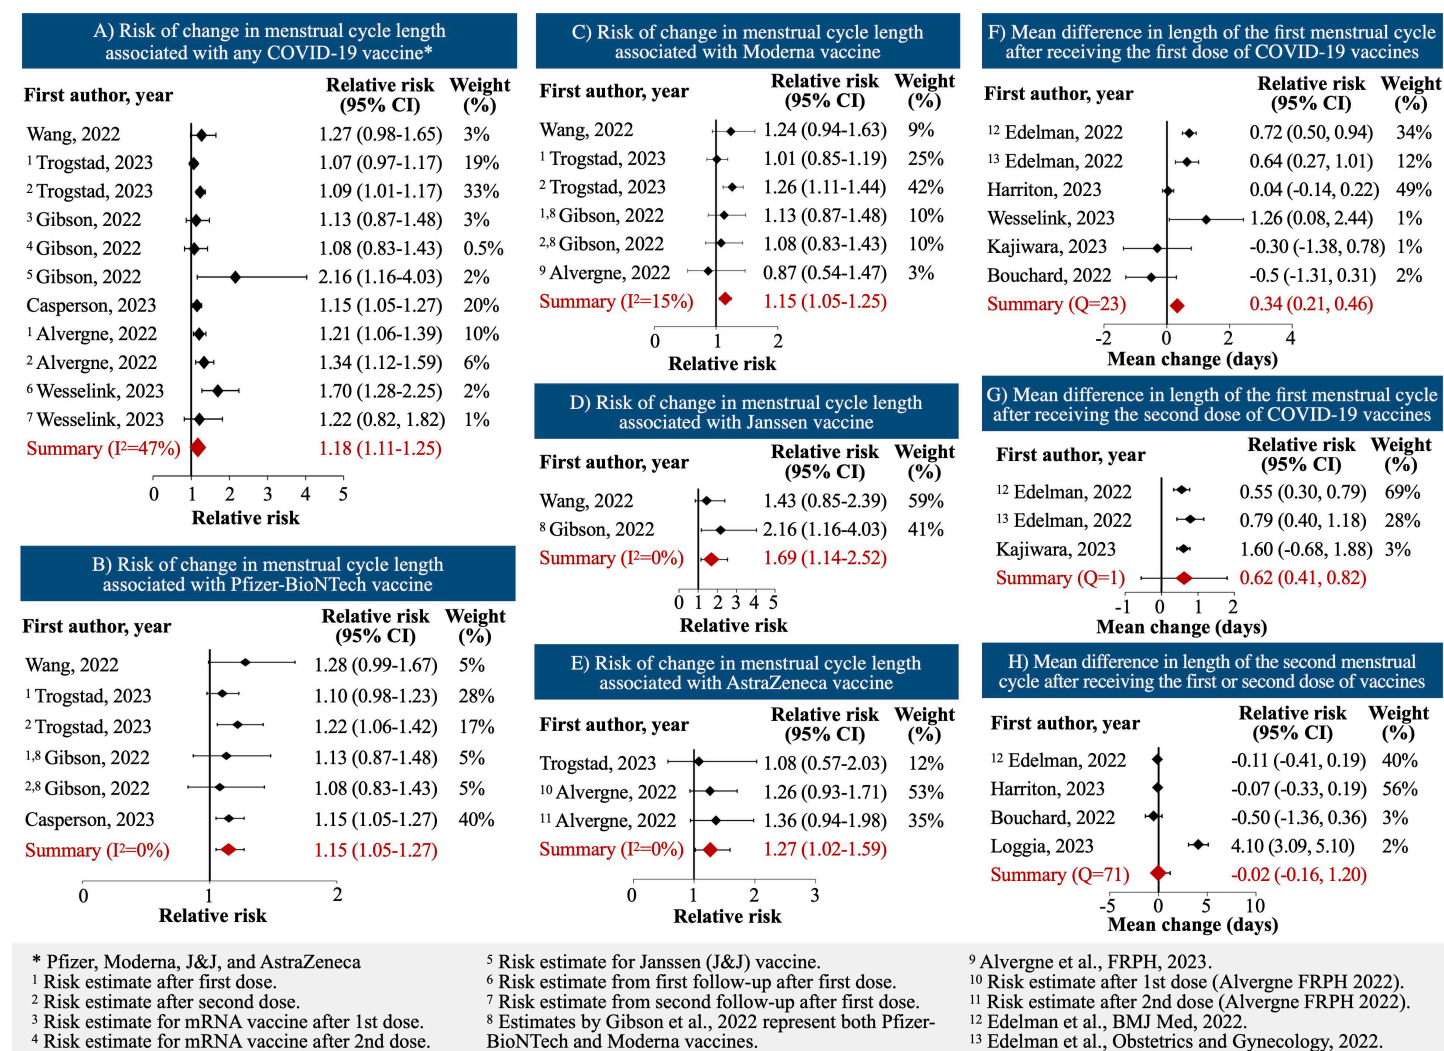 A) Risk of change in menstrual cycle length
associated with any COVID-19 vaccine*
First author, year Relative risk (95% CI) Weight (%)
Wang, 2022 1.27 (0.98-1.65) 3%
1 Trogstad, 2023 1.07 (0.97-1.17) 19%
2 Trogstad, 2023 1.09 (1.01-1.17) 33%
3 Gibson, 2022 1.13 (0.87-1.48) 3%
4 Gibson, 2022 1.08 (0.83-1.43) 0.5%
5 Gibson, 2022 2.16 (1.16-4.03) 2%
Casperson, 2023 1.15 (1.05-1.27) 20%
1 Alvergne, 2022 1.21 (1.06-1.39) 10%
2 Alvergne, 2022 1.34 (1.12-1.59) 6%
6 Wesselink, 2023 1.70 (1.28-2.25) 2%
7 Wesselink, 2023 1.22 (0.82, 1.82) 1%
Summary (I²=47%) 1.18 (1.11-1.25)
0 1 2 3 4 5
Relative risk
B) Risk of change in menstrual cycle length
associated with Pfizer-BioNTech vaccine
First author, year Relative risk (95% CI) Weight (%)
Wang, 2022 1.28 (0.99-1.67) 5%
1 Trogstad, 2023 1.10 (0.98-1.23) 28%
2 Trogstad, 2023 1.22 (1.06-1.42) 17%
1,8 Gibson, 2022 1.13 (0.87-1.48) 5%
2,8 Gibson, 2022 1.08 (0.83-1.43) 5%
Casperson, 2023 1.15 (1.05-1.27) 40%
Summary (I²=0%) 1.15 (1.05-1.27)
0 1 2
Relative risk
C) Risk of change in menstrual cycle length
associated with Moderna vaccine
First author, year Relative risk (95% CI) Weight (%)
Wang, 2022 1.24 (0.94-1.63) 9%
1 Trogstad, 2023 1.01 (0.85-1.19) 25%
2 Trogstad, 2023 1.26 (1.11-1.44) 42%
1,8 Gibson, 2022 1.13 (0.87-1.48) 10%
2,8 Gibson, 2022 1.08 (0.83-1.43) 10%
9 Alvergne, 2022 0.87 (0.54-1.47) 3%
Summary (I²=15%) 1.15 (1.05-1.25)
0 1 2
Relative risk
D) Risk of change in menstrual cycle length
associated with Janssen vaccine
First author, year Relative risk (95% CI) Weight (%)
Wang, 2022 1.43 (0.85-2.39) 59%
8 Gibson, 2022 2.16 (1.16-4.03) 41%
Summary (I²=0%) 1.69 (1.14-2.52)
0 1 2 3 4 5
Relative risk
E) Risk of change in menstrual cycle length
associated with AstraZeneca vaccine
First author, year Relative risk (95% CI) Weight (%)
Trogstad, 2023 1.08 (0.57-2.03) 12%
10 Alvergne, 2022 1.26 (0.93-1.71) 53%
11 Alvergne, 2022 1.36 (0.94-1.98) 35%
Summary (I²=0%) 1.27 (1.02-1.59)
0 1 2 3
Relative risk
F) Mean difference in length of the first menstrual cycle
after receiving the first dose of COVID-19 vaccines
First author, year Relative risk (95% CI) Weight (%)
12 Edelman, 2022 0.72 (0.50, 0.94) 34%
13 Edelman, 2022 0.64 (0.27, 1.01) 12%
Harriton, 2023 0.04 (-0.14, 0.22) 49%
Wesselink, 2023 1.26 (0.08, 2.44) 1%
Kajiwara, 2023 -0.30 (-1.38, 0.78) 1%
Bouchard, 2022 -0.5 (-1.31, 0.31) 2%
Summary (Q=23) 0.34 (0.21, 0.46)
-2 0 2 4
Mean change (days)
G) Mean difference in length of the first menstrual cycle
after receiving the second dose of COVID-19 vaccines
First author, year Relative risk (95% CI) Weight (%)
12 Edelman, 2022 0.55 (0.30, 0.79) 69%
13 Edelman, 2022 0.79 (0.40, 1.18) 28%
Kajiwara, 2023 1.60 (-0.68, 1.88) 3%
Summary (Q=1) 0.62 (0.41, 0.82)
-1 0 1 2
Mean change (days)
H) Mean difference in length of the second menstrual
cycle after receiving the first or second dose of vaccines
First author, year Relative risk (95% CI) Weight (%)
12 Edelman, 2022 -0.11 (-0.41, 0.19) 40%
Harriton, 2023 -0.07 (-0.33, 0.19) 56%
Bouchard, 2022 -0.50 (-1.36, 0.36) 3%
Loggia, 2023 4.10 (3.09, 5.10) 2%
Summary (Q=71) -0.02 (-0.16, 1.20)
-5 0 5 10
Mean change (days)
* Pfizer, Moderna, J&J, and AstraZeneca
1 Risk estimate after first dose.
2 Risk estimate after second dose.
3 Risk estimate for mRNA vaccine after 1st dose.
4 Risk estimate for mRNA vaccine after 2nd dose.
5 Risk estimate for Janssen (J&J) vaccine.
6 Risk estimate from first follow-up after first dose.
7 Risk estimate from second follow-up after first dose.
8 Estimates by Gibson et al., 2022 represent both Pfizer-
BioNTech and Moderna vaccines.
9 Alvergne et al., FRPH, 2023.
10 Risk estimate after 1st dose (Alvergne FRPH 2022).
11 Risk estimate after 2nd dose (Alvergne FRPH 2022).
12 Edelman et al., BMJ Med, 2022.
13 Edelman et al., Obstetrics and Gynecology, 2022.